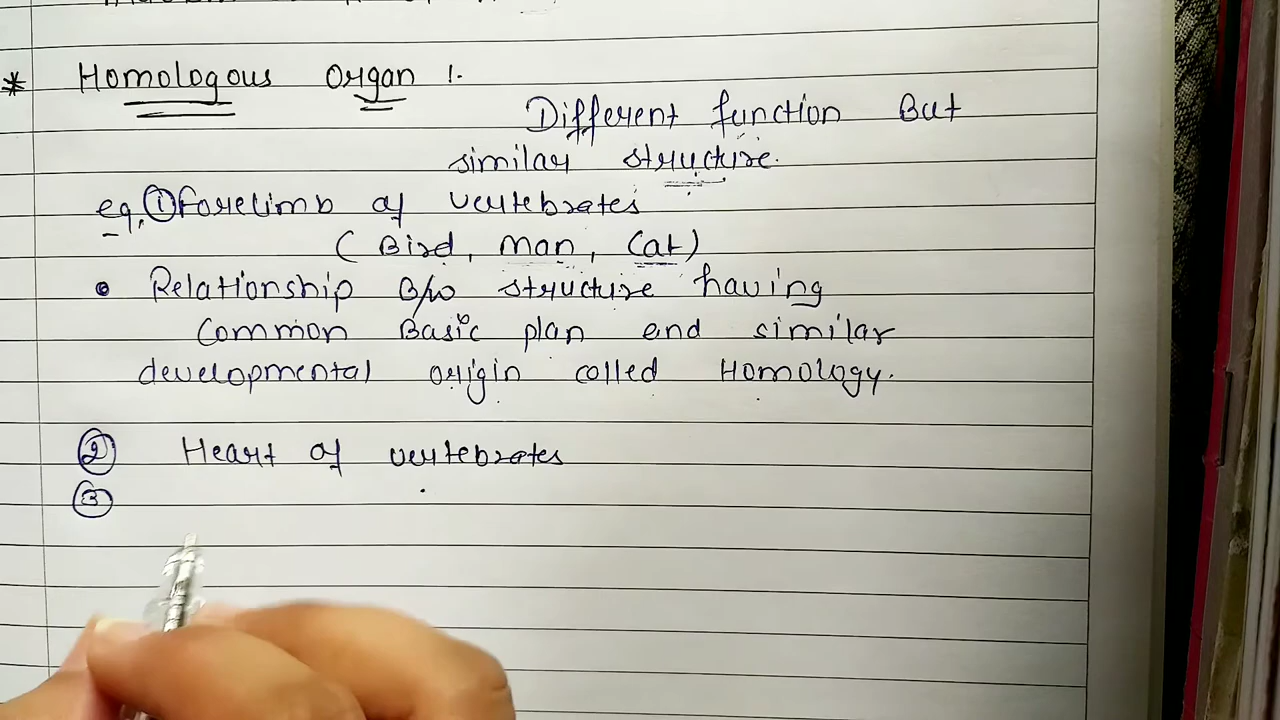 * Homologous Organ :-
Different function But
similar structure.
eg, ① Forelimb of vertebrates
( Bird, man, Cat)
• Relationship B/w structure having
Common Basic plan and similar
developmental origin called Homology.
② Heart of vertebrates
③